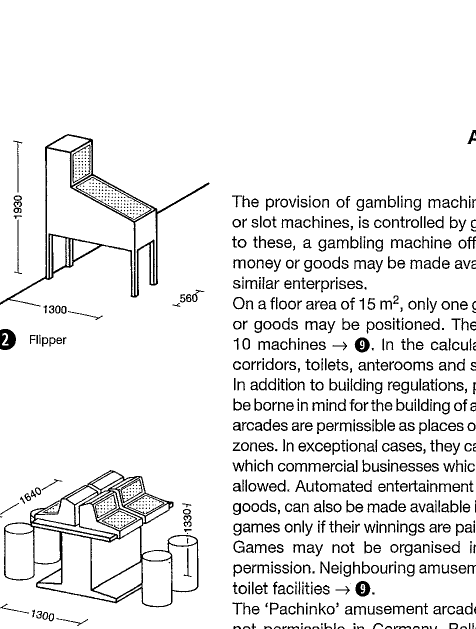 A
1930
1300
560
2 Flipper
1640
1330
1300
The provision of gambling machin
or slot machines, is controlled by g
to these, a gambling machine off
money or goods may be made ava
similar enterprises.
On a floor area of 15 m², only one g
or goods may be positioned. The
10 machines → 9. In the calcula
corridors, toilets, anterooms and s
In addition to building regulations, p
be borne in mind for the building of a
arcades are permissible as places o
zones. In exceptional cases, they ca
which commercial businesses whic
allowed. Automated entertainment
goods, can also be made available i
games only if their winnings are pai
Games may not be organised in
permission. Neighbouring amusem
toilet facilities → 9.
The ‘Pachinko’ amusement arcade
not permissible in Germany.